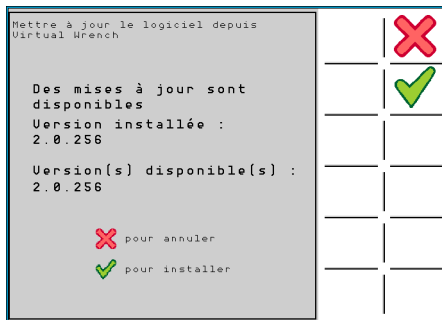 Mettre à jour le logiciel depuis
Virtual Wrench
Des mises à jour sont
disponibles
Version installée :
2.0.256
Version(s) disponible(s) :
2.0.256
pour annuler
pour installer